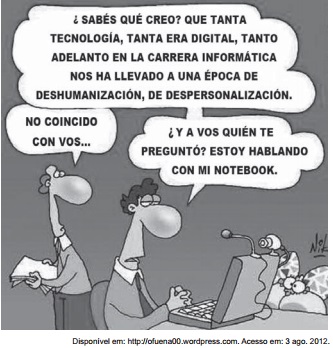 ¿ SABÉS QUÉ CREO? QUE TANTA
TECNOLOGÍA, TANTA ERA DIGITAL, TANTO
ADELANTO EN LA CARRERA INFORMÁTICA
NOS HA LLEVADO A UNA ÉPOCA DE
DESHUMANIZACIÓN, DE DESPERSONALIZACIÓN.
NO COINCIDO
CON VOS...
¿Y A VOS QUIÉN TE
PREGUNTÓ? ESTOY HABLANDO
CON MI NOTEBOOK.
Disponível em: http://ofuena00.wordpress.com. Acesso em: 3 ago. 2012.